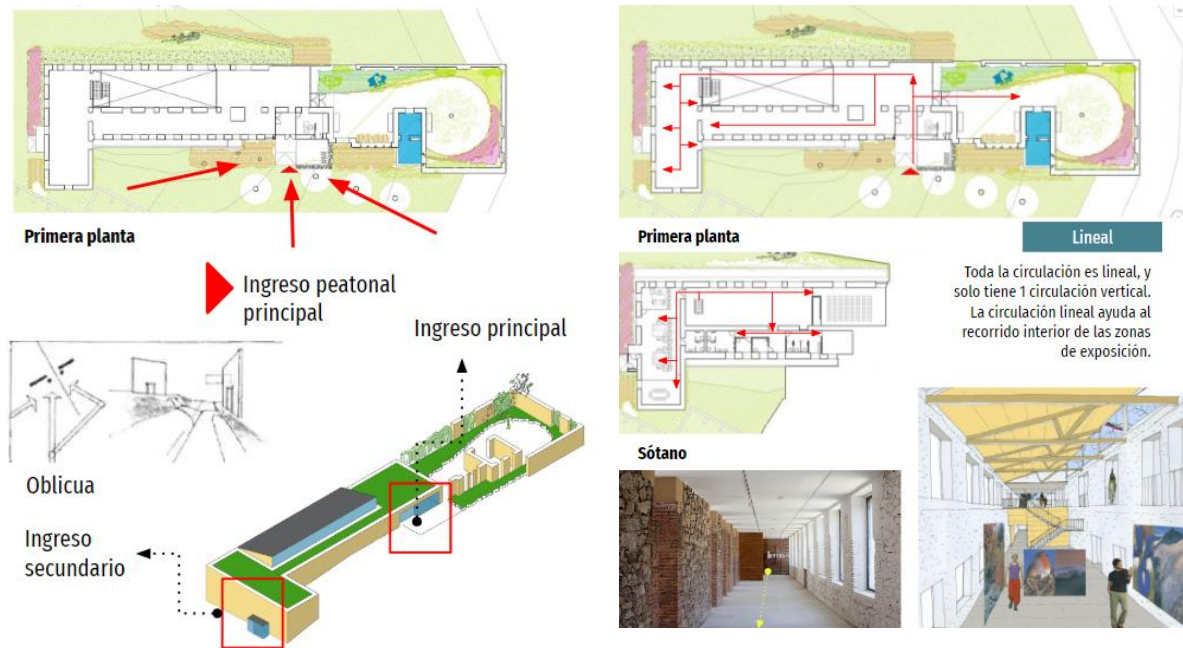 Primera planta
Ingreso peatonal
principal
Ingreso principal
Oblicua
Ingreso
secundario
Primera planta
Lineal
Toda la circulación es lineal, y
solo tiene 1 circulación vertical.
La circulación lineal ayuda al
recorrido interior de las zonas
de exposición.
Sótano